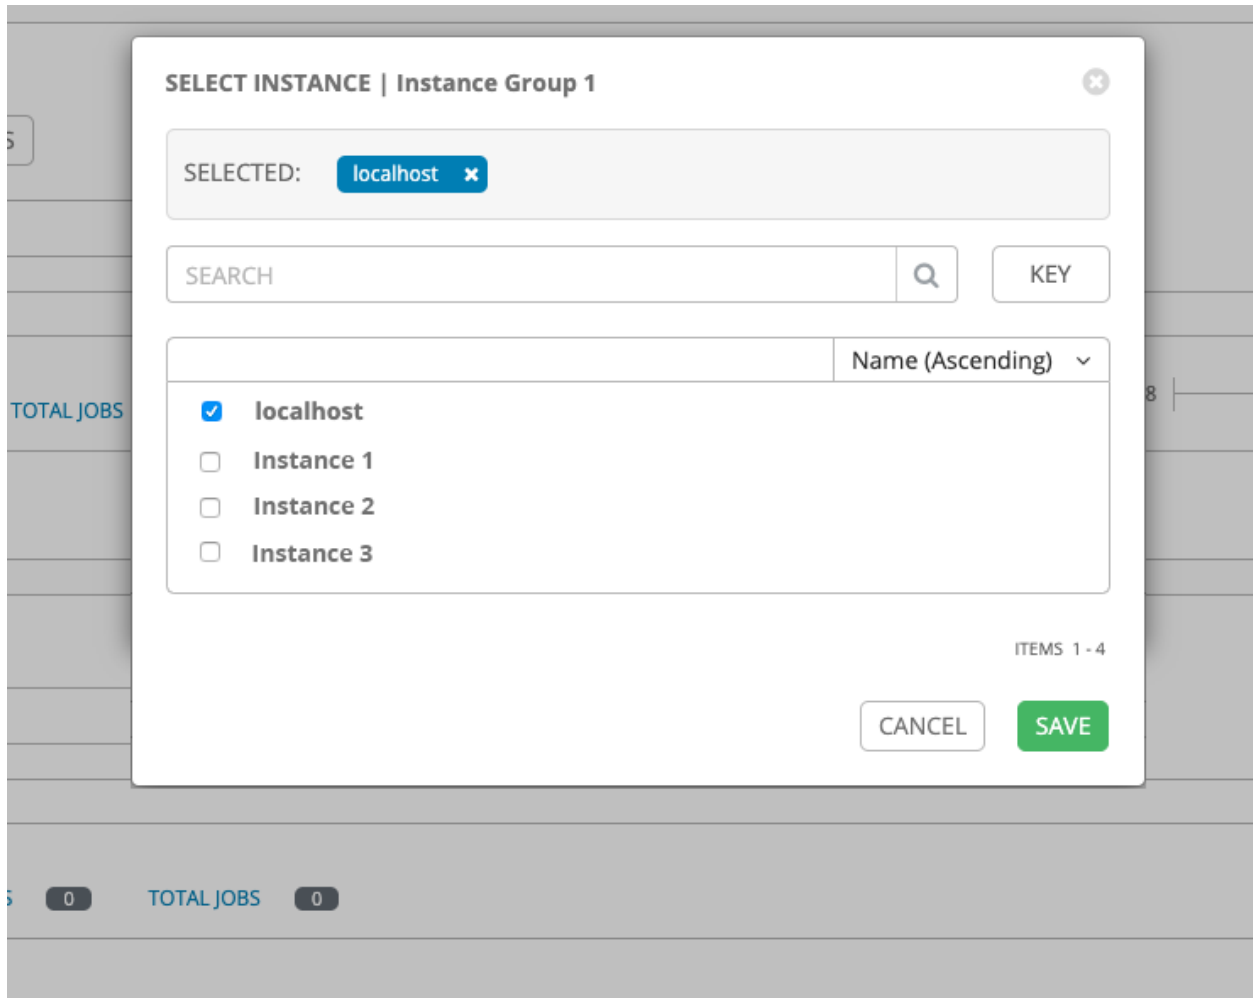 SELECT INSTANCE | Instance Group 1
S
SELECTED: localhost
SEARCH KEY
Name (Ascending)
TOTAL JOBS 8
localhost
Instance 1
Instance 2
Instance 3
ITEMS 1 - 4
CANCEL SAVE
S 0 TOTAL JOBS 0